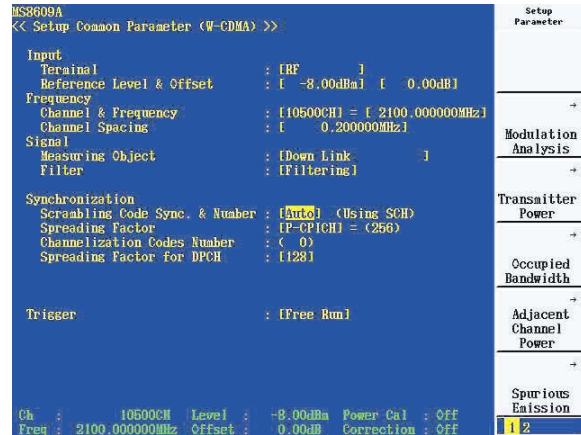 MS8609A
<< Setup Common Parameter (W-CDMA) >>
Setup Parameter
Input
Terminal : [RF ]
Reference Level & Offset : [ -8.00dBm] [ 0.00dB]
Frequency
Channel & Frequency : [10500CH] = [ 2100.000000MHz]
Channel Spacing : [ 0.200000MHz]
Signal
Measuring Object : [Down Link ]
Filter : [Filtering]
Synchronization
Scrambling Code Sync. & Number : [Auto] (Using SCH)
Spreading Factor : [P-CPICH] = (256)
Channelization Codes Number : ( 0)
Spreading Factor for DPCH : [128]
Trigger : [Free Run]
Ch : 10500CH Level : -8.00dBm Power Cal : Off
Freq : 2100.000000MHz Offset : 0.00dB Correction : Off
→
Modulation
Analysis
→
Transmitter
Power
→
Occupied
Bandwidth
→
Adjacent
Channel
Power
→
Spurious
Emission
1 2